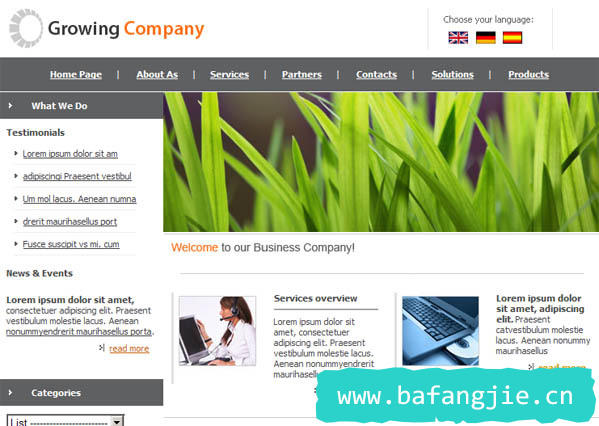 Growing Company
Choose your language:
Home Page | About As | Services | Partners | Contacts | Solutions | Products
What We Do
Testimonials
Lorem ipsum dolor sit am
adipiscingi Praesent vestibul
Um mol lacus. Aenean numna
drerit maurihasellus port
Fusce suscipit vs mi, cum
News & Events
Lorem ipsum dolor sit amet,
consectetuer adipiscing elit. Praesent
vestibulum molestie lacus. Aenean
nonummyendrerit maurihasellus porta.
read more
Categories
List -----------------------
Welcome to our Business Company!
Services overview
Lorem ipsum dolor sit
amet, consectetuer
adipiscing elit. Praesent
vestibulum molestie lacus.
Aenean
nonummyendrerit
maurihasellus
Lorem ipsum dolor
sit amet, adipiscing
elit. Praesent
catvestibulum molestie
lacus. Aenean nonummy
maurihasellus
read more
www.bafangjie.cn